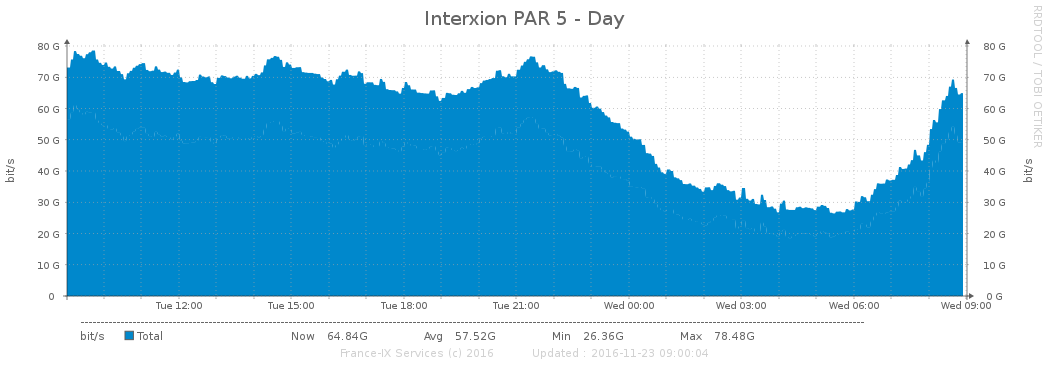 Interxion PAR 5 - Day
RRDTOOL / TOBI OETIKER
bit/s
80 G
70 G
60 G
50 G
40 G
30 G
20 G
10 G
0
80 G
70 G
60 G
50 G
40 G
30 G
20 G
10 G
0 G
bit/s
Tue 12:00 Tue 15:00 Tue 18:00 Tue 21:00 Wed 00:00 Wed 03:00 Wed 06:00 Wed 09:00
bit/s Total Now 64.84G Avg 57.52G Min 26.36G Max 78.48G
France-IX Services (c) 2016 Updated : 2016-11-23 09:00:04